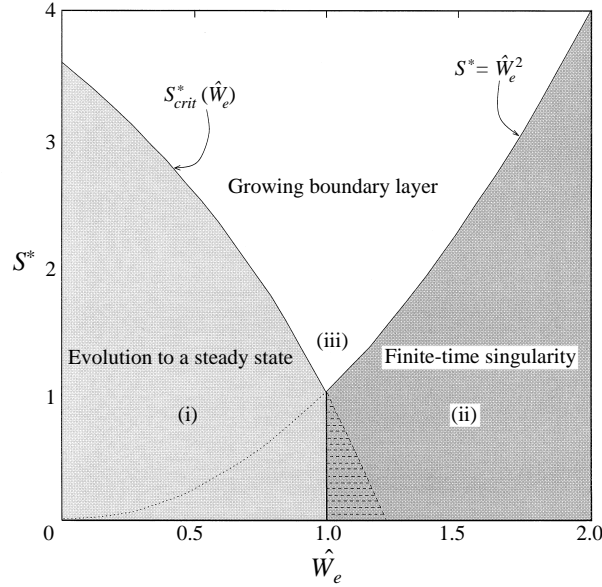 4
S* = Ŵₑ²
S*crit (Ŵₑ)
3
Growing boundary layer
S*
2
(iii)
Evolution to a steady state
Finite-time singularity
1
(i)
(ii)
0
0.5
1.0
1.5
2.0
Ŵₑ